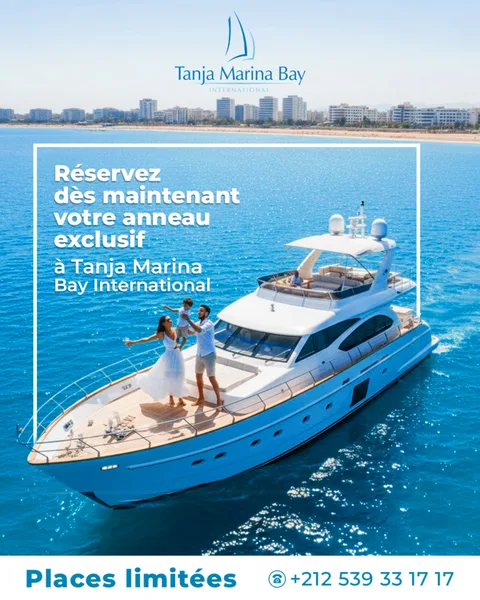 Tanja Marina Bay
INTERNATIONAL
Réservez
dès maintenant
votre anneau
exclusif
à Tanja Marina
Bay International
Places limitées
+212 539 33 17 17